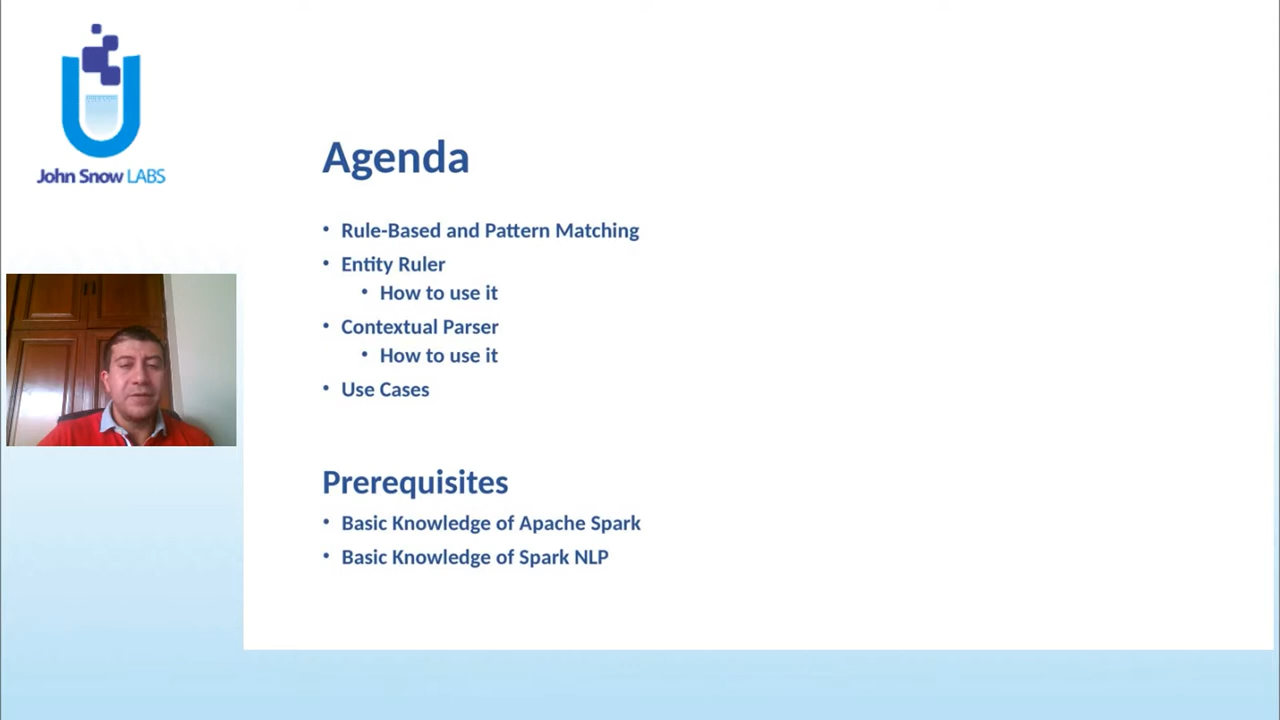 John Snow LABS
Agenda
• Rule-Based and Pattern Matching
• Entity Ruler
• How to use it
• Contextual Parser
• How to use it
• Use Cases
Prerequisites
• Basic Knowledge of Apache Spark
• Basic Knowledge of Spark NLP